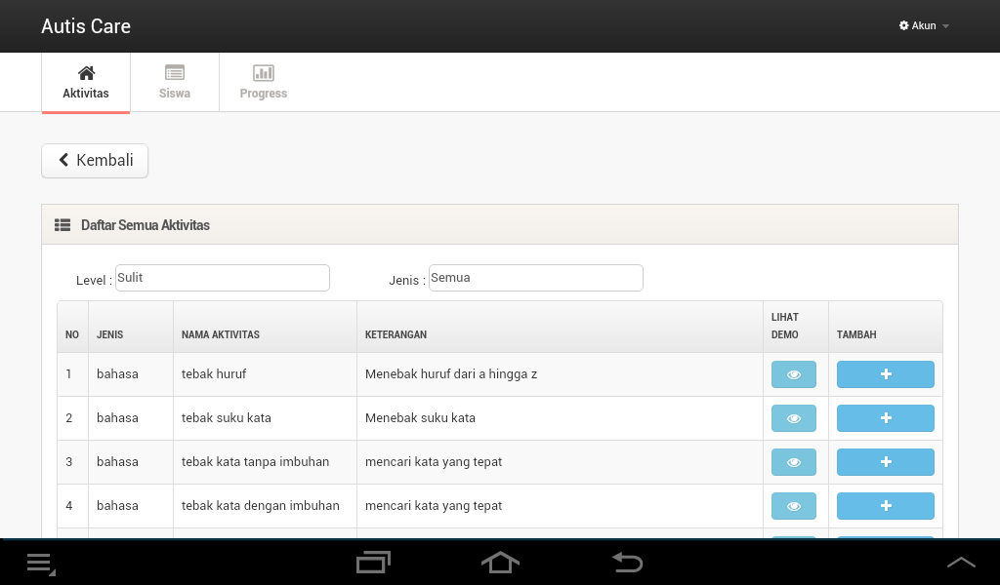 Autis Care
Akun
Aktivitas
Siswa
Progress
Kembali
Daftar Semua Aktivitas
Level : Sulit
Jenis : Semua
NO JENIS NAMA AKTIVITAS KETERANGAN LIHAT DEMO TAMBAH
1 bahasa tebak huruf Menebak huruf dari a hingga z
2 bahasa tebak suku kata Menebak suku kata
3 bahasa tebak kata tanpa imbuhan mencari kata yang tepat
4 bahasa tebak kata dengan imbuhan mencari kata yang tepat